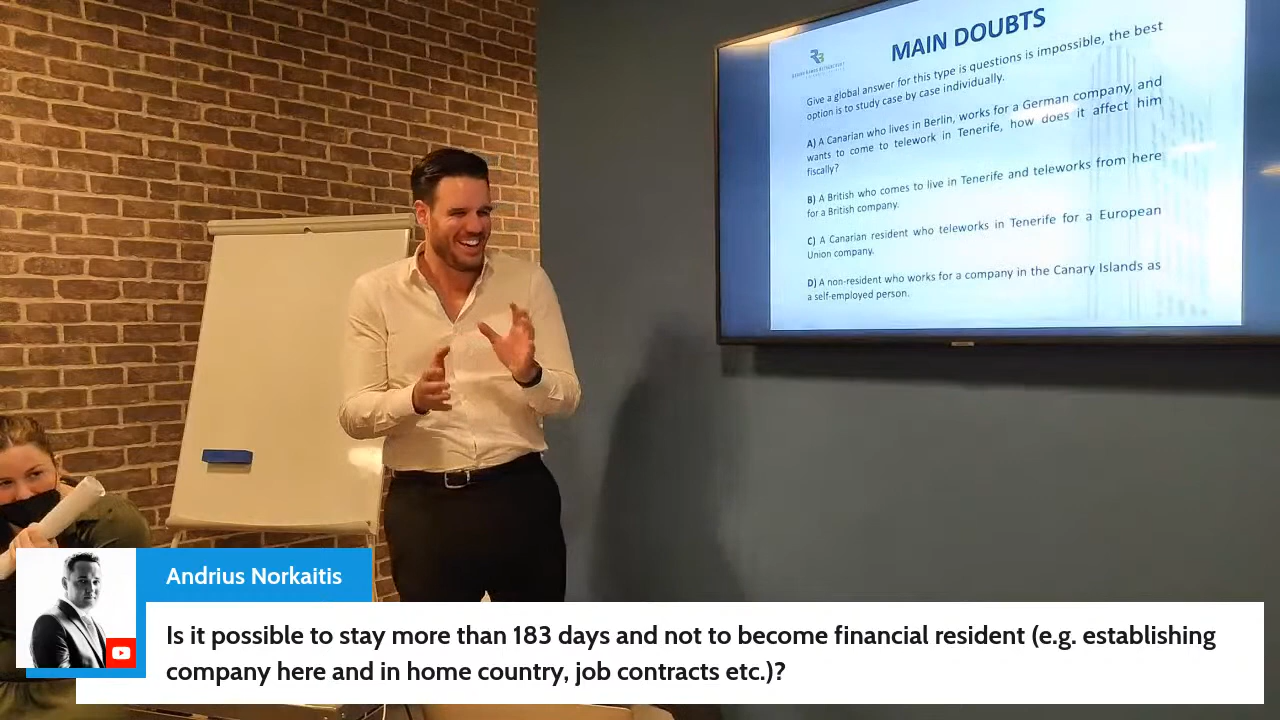 MAIN DOUBTS
Give a global answer for this type is questions is impossible, the best
option is to study case by case individually.
A) A Canarian who lives in Berlin, works for a German company, and
wants to come to telework in Tenerife, how does it affect him
fiscally?
B) A British who comes to live in Tenerife and teleworks from here
for a British company.
C) A Canarian resident who teleworks in Tenerife for a European
Union company.
D) A non-resident who works for a company in the Canary Islands as
a self-employed person.
Andrius Norkaitis
Is it possible to stay more than 183 days and not to become financial resident (e.g. establishing
company here and in home country, job contracts etc.)?